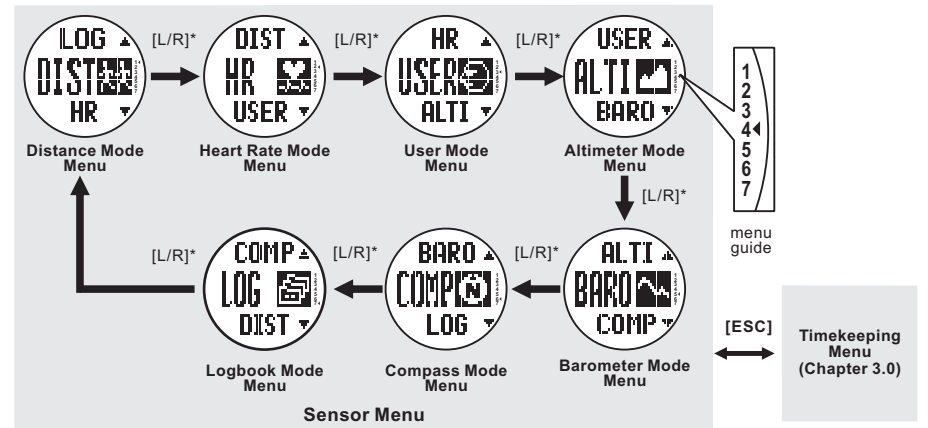 LOG
DIST
HR
[L/R]*
DIST
HR
USER
[L/R]*
HR
USER
ALTI
[L/R]*
USER
ALTI
BARO
1
2
3
4
5
6
7
Distance Mode
Menu
Heart Rate Mode
Menu
User Mode
Menu
Altimeter Mode
Menu
menu
guide
[L/R]*
[L/R]*
COMP
LOG
DIST
[L/R]*
BARO
COMP
N
LOG
[L/R]*
ALTI
BARO
COMP
Logbook Mode
Menu
Compass Mode
Menu
Barometer Mode
Menu
[ESC]
Timekeeping
Menu
(Chapter 3.0)
Sensor Menu